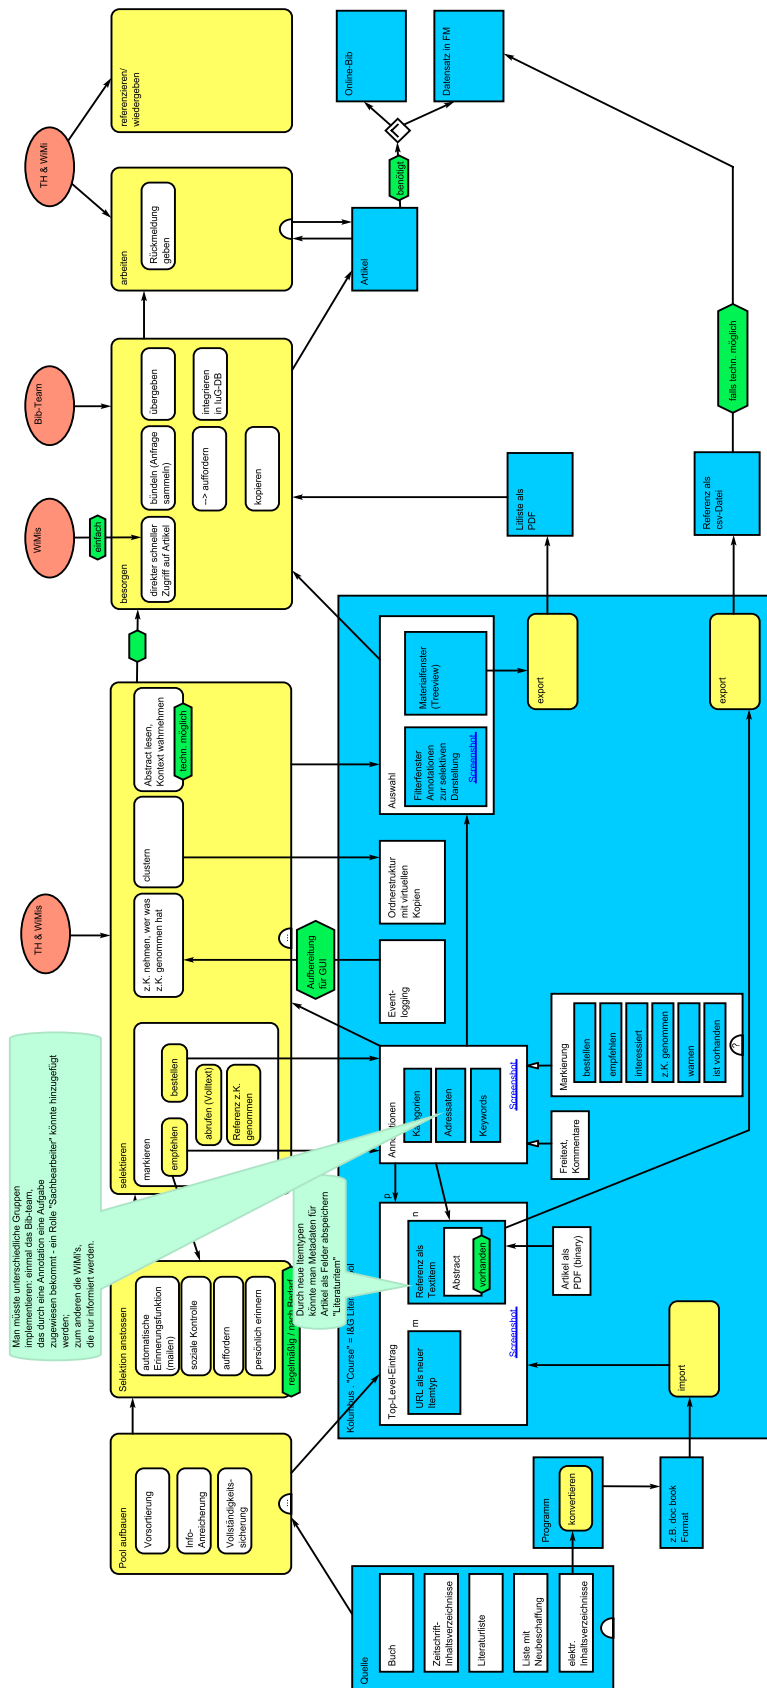 TH & WiMi
referenzieren/
wiedergeben
Online-Bib
Datensatz in FM
arbeiten
Rückmeldung
geben
benötigt
Artikel
Bib-Team
WiMis
einfach
besorgen
übergeben
integrieren
in IuG-DB
bündeln (Anfrage
sammeln)
--> auffordern
kopieren
direkter schneller
Zugriff auf Artikel
falls techn. möglich
Litliste als
PDF
Referenz als
csv-Datei
TH & WiMis
selektieren
Abstract lesen,
Kontext wahrnehmen
techn. möglich
clustern
z.K. nehmen, wer was
z.K. genommen hat
...
markieren
bestellen
empfehlen
abrufen (Volltext)
Referenz z.K.
genommen
Aufbereitung
für GUI
Auswahl
Materialfenster
(Treeview)
Filterfenster
Annotationen
zur selektiven
Darstellung
Screenshot
export
export
Ordnerstruktur
mit virtuellen
Kopien
Event-
logging
Kategorien
Adressaten
Keywords
Screenshot
Markierung
bestellen
empfehlen
interessiert
z.K. genommen
warnen
ist vorhanden
?
Freitext,
Kommentare
Man müsste unterschiedliche Gruppen
implementieren: einmal das Bib-team,
das durch eine Annotation eine Aufgabe
zugewiesen bekommt - ein Rolle "Sachbearbeiter" könnte hinzugefügt
werden;
zum anderen die WiMi's,
die nur informiert werden.
Selektion anstossen
automatische
Erinnerungsfunktion
(mailen)
soziale Kontrolle
auffordern
persönlich erinnern
regelmäßig / nach Bedarf
Durch neue Itemtypen
könnte man Metadaten für
Artikel als Felder abspeichern
"Literaturitem"
Kolumbus : "Course" = I&G
Top-Level-Eintrag
p
n
m
Referenz als
Textitem
Abstract
vorhanden
URL als neuer
Itemtyp
Screenshot
Artikel als
PDF (binary)
import
Pool aufbauen
Vorsortierung
Info-
Anreicherung
Vollständigkeits-
sicherung
...
Programm
konvertieren
z.B. doc book
Format
Quelle
Buch
Zeitschrift-
Inhaltsverzeichnisse
Literaturliste
Liste mit
Neubeschaffung
elektr.
Inhaltsverzeichnisse